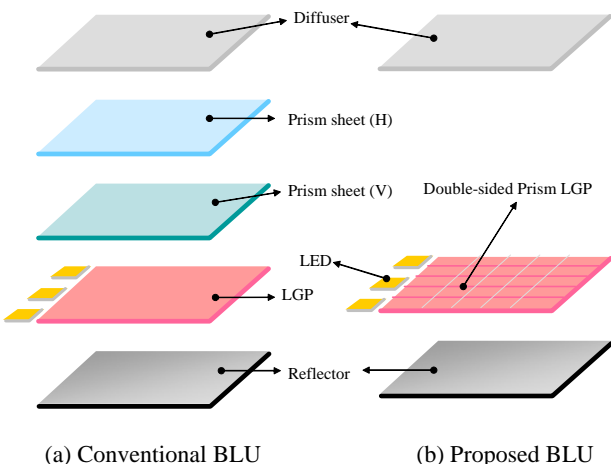 Diffuser
Prism sheet (H)
Prism sheet (V)
Double-sided Prism LGP
LED
LGP
Reflector
(a) Conventional BLU
(b) Proposed BLU